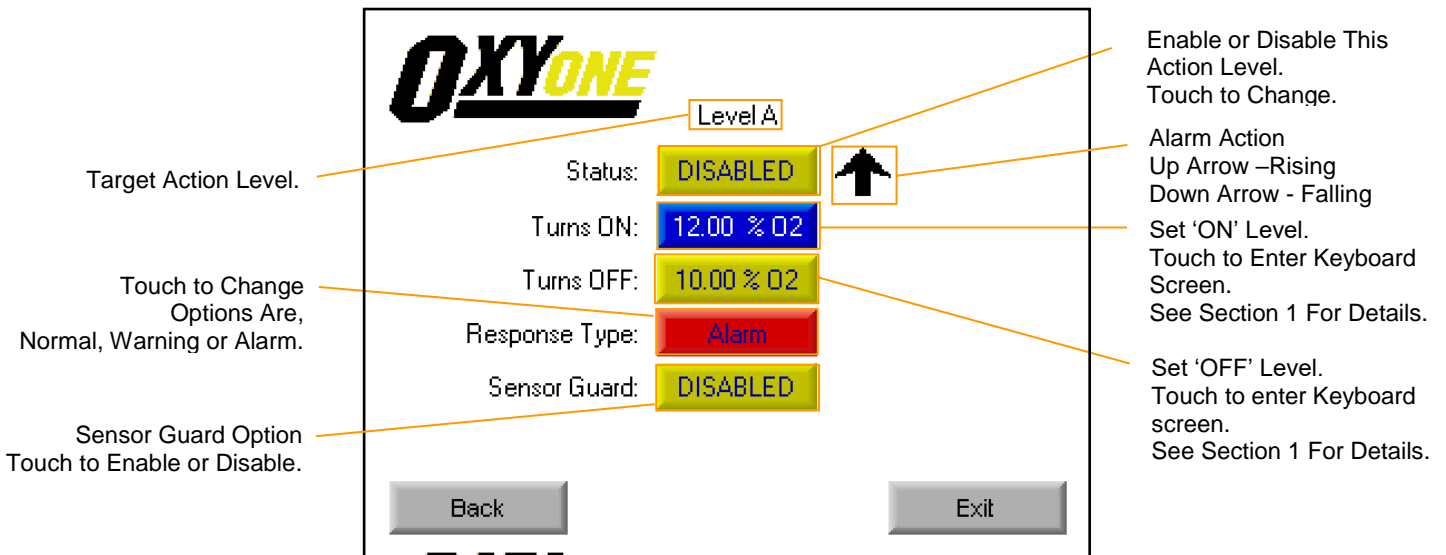 OXYONE
Level A
Status: DISABLED
Turns ON: 12.00 % O2
Turns OFF: 10.00 % O2
Response Type: Alarm
Sensor Guard: DISABLED
Back
Exit
Target Action Level.
Touch to Change
Options Are,
Normal, Warning or Alarm.
Sensor Guard Option
Touch to Enable or Disable.
Enable or Disable This
Action Level.
Touch to Change.
Alarm Action
Up Arrow –Rising
Down Arrow - Falling
Set ‘ON’ Level.
Touch to Enter Keyboard
Screen.
See Section 1 For Details.
Set ‘OFF’ Level.
Touch to enter Keyboard
screen.
See Section 1 For Details.